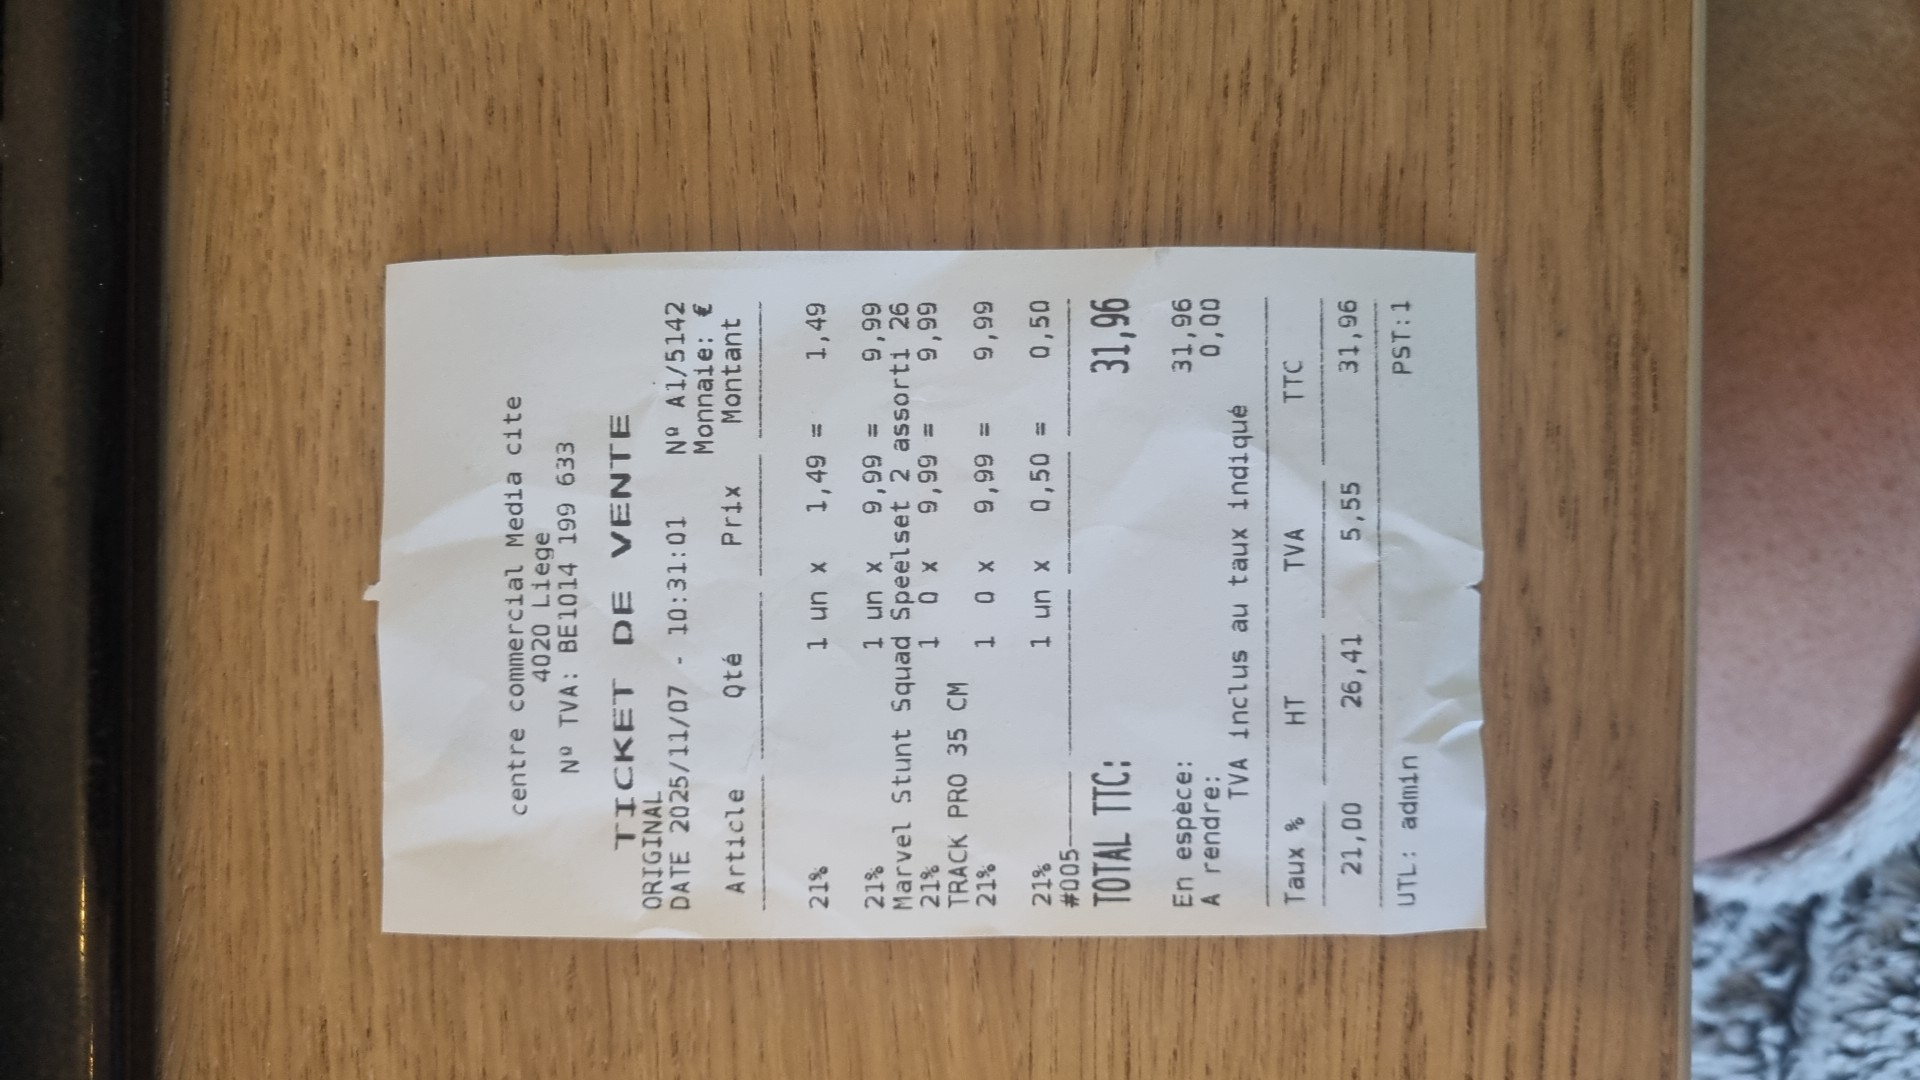 centre commercial Media cite
4020 Liege
Nº TVA: BE1014 199 633
TICKET DE VENTE
ORIGINAL
DATE 2025/11/07 - 10:31:01 Nº A1/5142
Monnaie: €
Article Qté Prix Montant
21% 1 un x 1,49 = 1,49
21% 1 un x 9,99 = 9,99
Marvel Stunt Squad Speelset 2 assorti 26
21% 1 0 x 9,99 = 9,99
TRACK PRO 35 CM
21% 1 0 x 9,99 = 9,99
21% 1 un x 0,50 = 0,50
#005
TOTAL TTC: 31,96
En espèce: 31,96
A rendre: 0,00
TVA inclus au taux indiqué
Taux % HT TVA TTC
21,00 26,41 5,55 31,96
UTL: admin PST:1